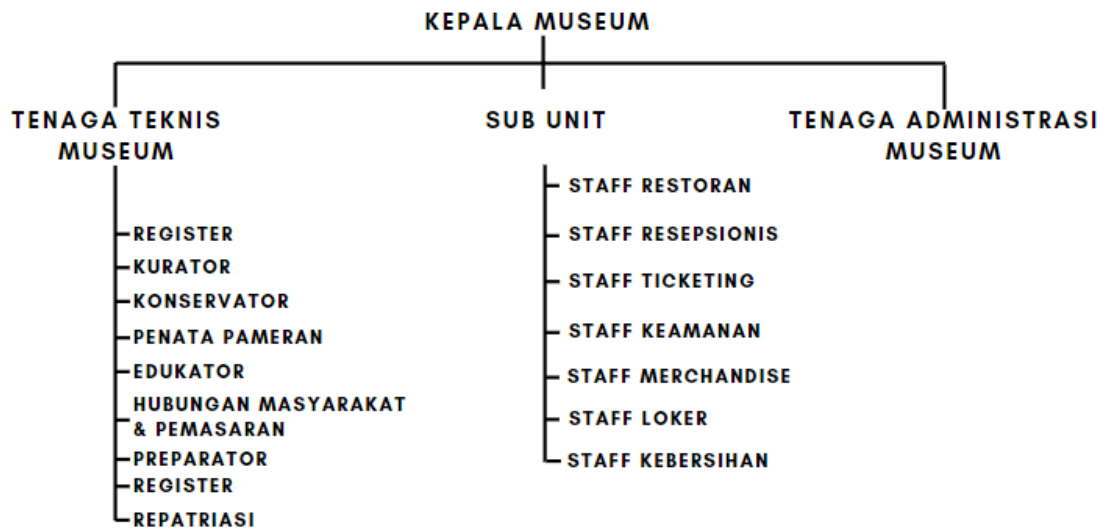 KEPALA MUSEUM
TENAGA TEKNIS
MUSEUM
REGISTER
KURATOR
KONSERVATOR
PENATA PAMERAN
EDUKATOR
HUBUNGAN MASYARAKAT
& PEMASARAN
PREPARATOR
REGISTER
REPATRIASI
SUB UNIT
STAFF RESTORAN
STAFF RESEPSIONIS
STAFF TICKETING
STAFF KEAMANAN
STAFF MERCHANDISE
STAFF LOKER
STAFF KEBERSIHAN
TENAGA ADMINISTRASI
MUSEUM